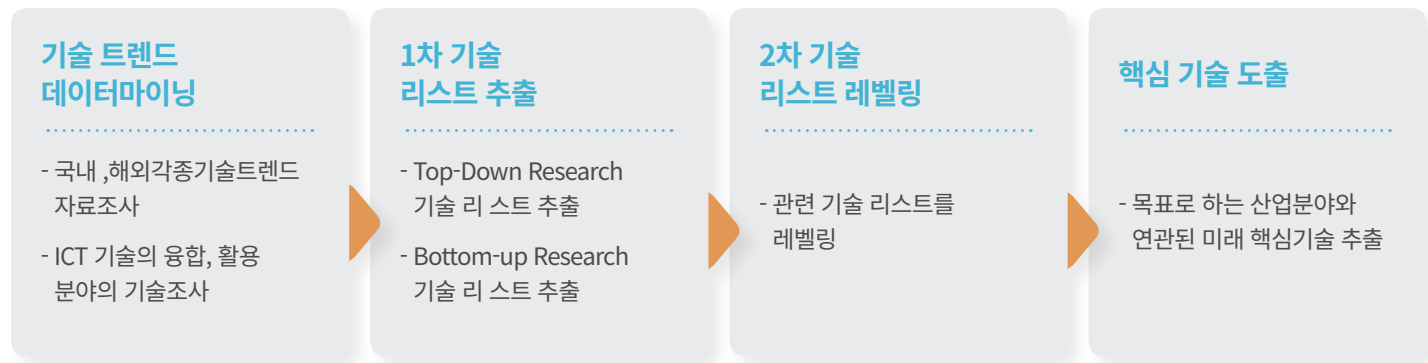 기술 트렌드
데이터마이닝
- 국내 ,해외각종기술트렌드
자료조사
- ICT 기술의 융합, 활용
분야의 기술조사
1차 기술
리스트 추출
- Top-Down Research
기술 리 스트 추출
- Bottom-up Research
기술 리 스트 추출
2차 기술
리스트 레벨링
- 관련 기술 리스트를
레벨링
핵심 기술 도출
- 목표로 하는 산업분야와
연관된 미래 핵심기술 추출